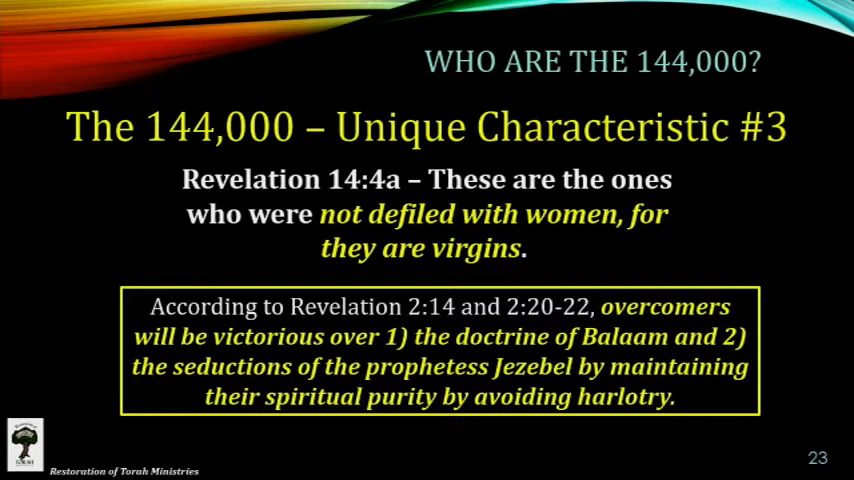 WHO ARE THE 144,000?
The 144,000 – Unique Characteristic #3
Revelation 14:4a – These are the ones
who were not defiled with women, for
they are virgins.
According to Revelation 2:14 and 2:20-22, overcomers
will be victorious over 1) the doctrine of Balaam and 2)
the seductions of the prophetess Jezebel by maintaining
their spiritual purity by avoiding harlotry.
TORAH
Restoration of Torah Ministries
23